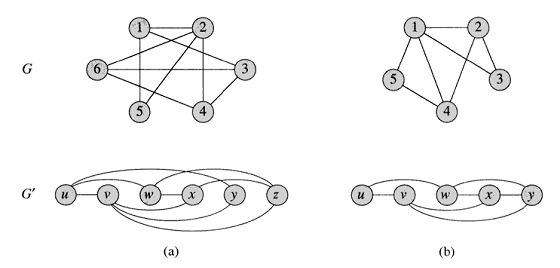 1 2 1 2
G 6 3 5 3
5 4 4
G′ u v w x y z u v w x y
(a) (b)